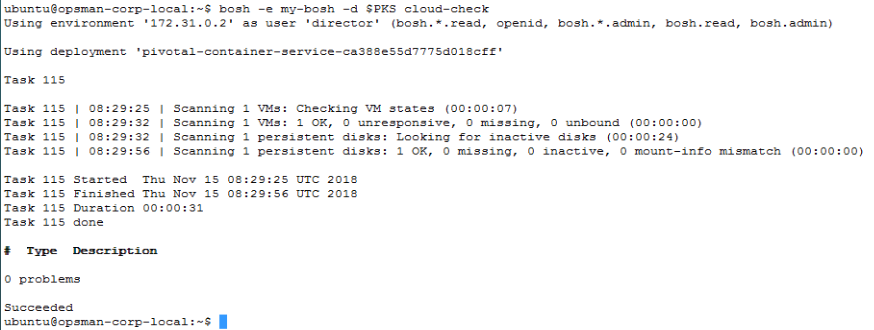 ubuntu@opsman-corp-local:~$ bosh -e my-bosh -d $PKS cloud-check
Using environment '172.31.0.2' as user 'director' (bosh.*.read, openid, bosh.*.admin, bosh.read, bosh.admin)
Using deployment 'pivotal-container-service-ca388e55d7775d018cff'
Task 115
Task 115 | 08:29:25 | Scanning 1 VMs: Checking VM states (00:00:07)
Task 115 | 08:29:32 | Scanning 1 VMs: 1 OK, 0 unresponsive, 0 missing, 0 unbound (00:00:00)
Task 115 | 08:29:32 | Scanning 1 persistent disks: Looking for inactive disks (00:00:24)
Task 115 | 08:29:56 | Scanning 1 persistent disks: 1 OK, 0 missing, 0 inactive, 0 mount-info mismatch (00:00:00)
Task 115 Started  Thu Nov 15 08:29:25 UTC 2018
Task 115 Finished Thu Nov 15 08:29:56 UTC 2018
Task 115 Duration 00:00:31
Task 115 done
#  Type  Description
0 problems
Succeeded
ubuntu@opsman-corp-local:~$